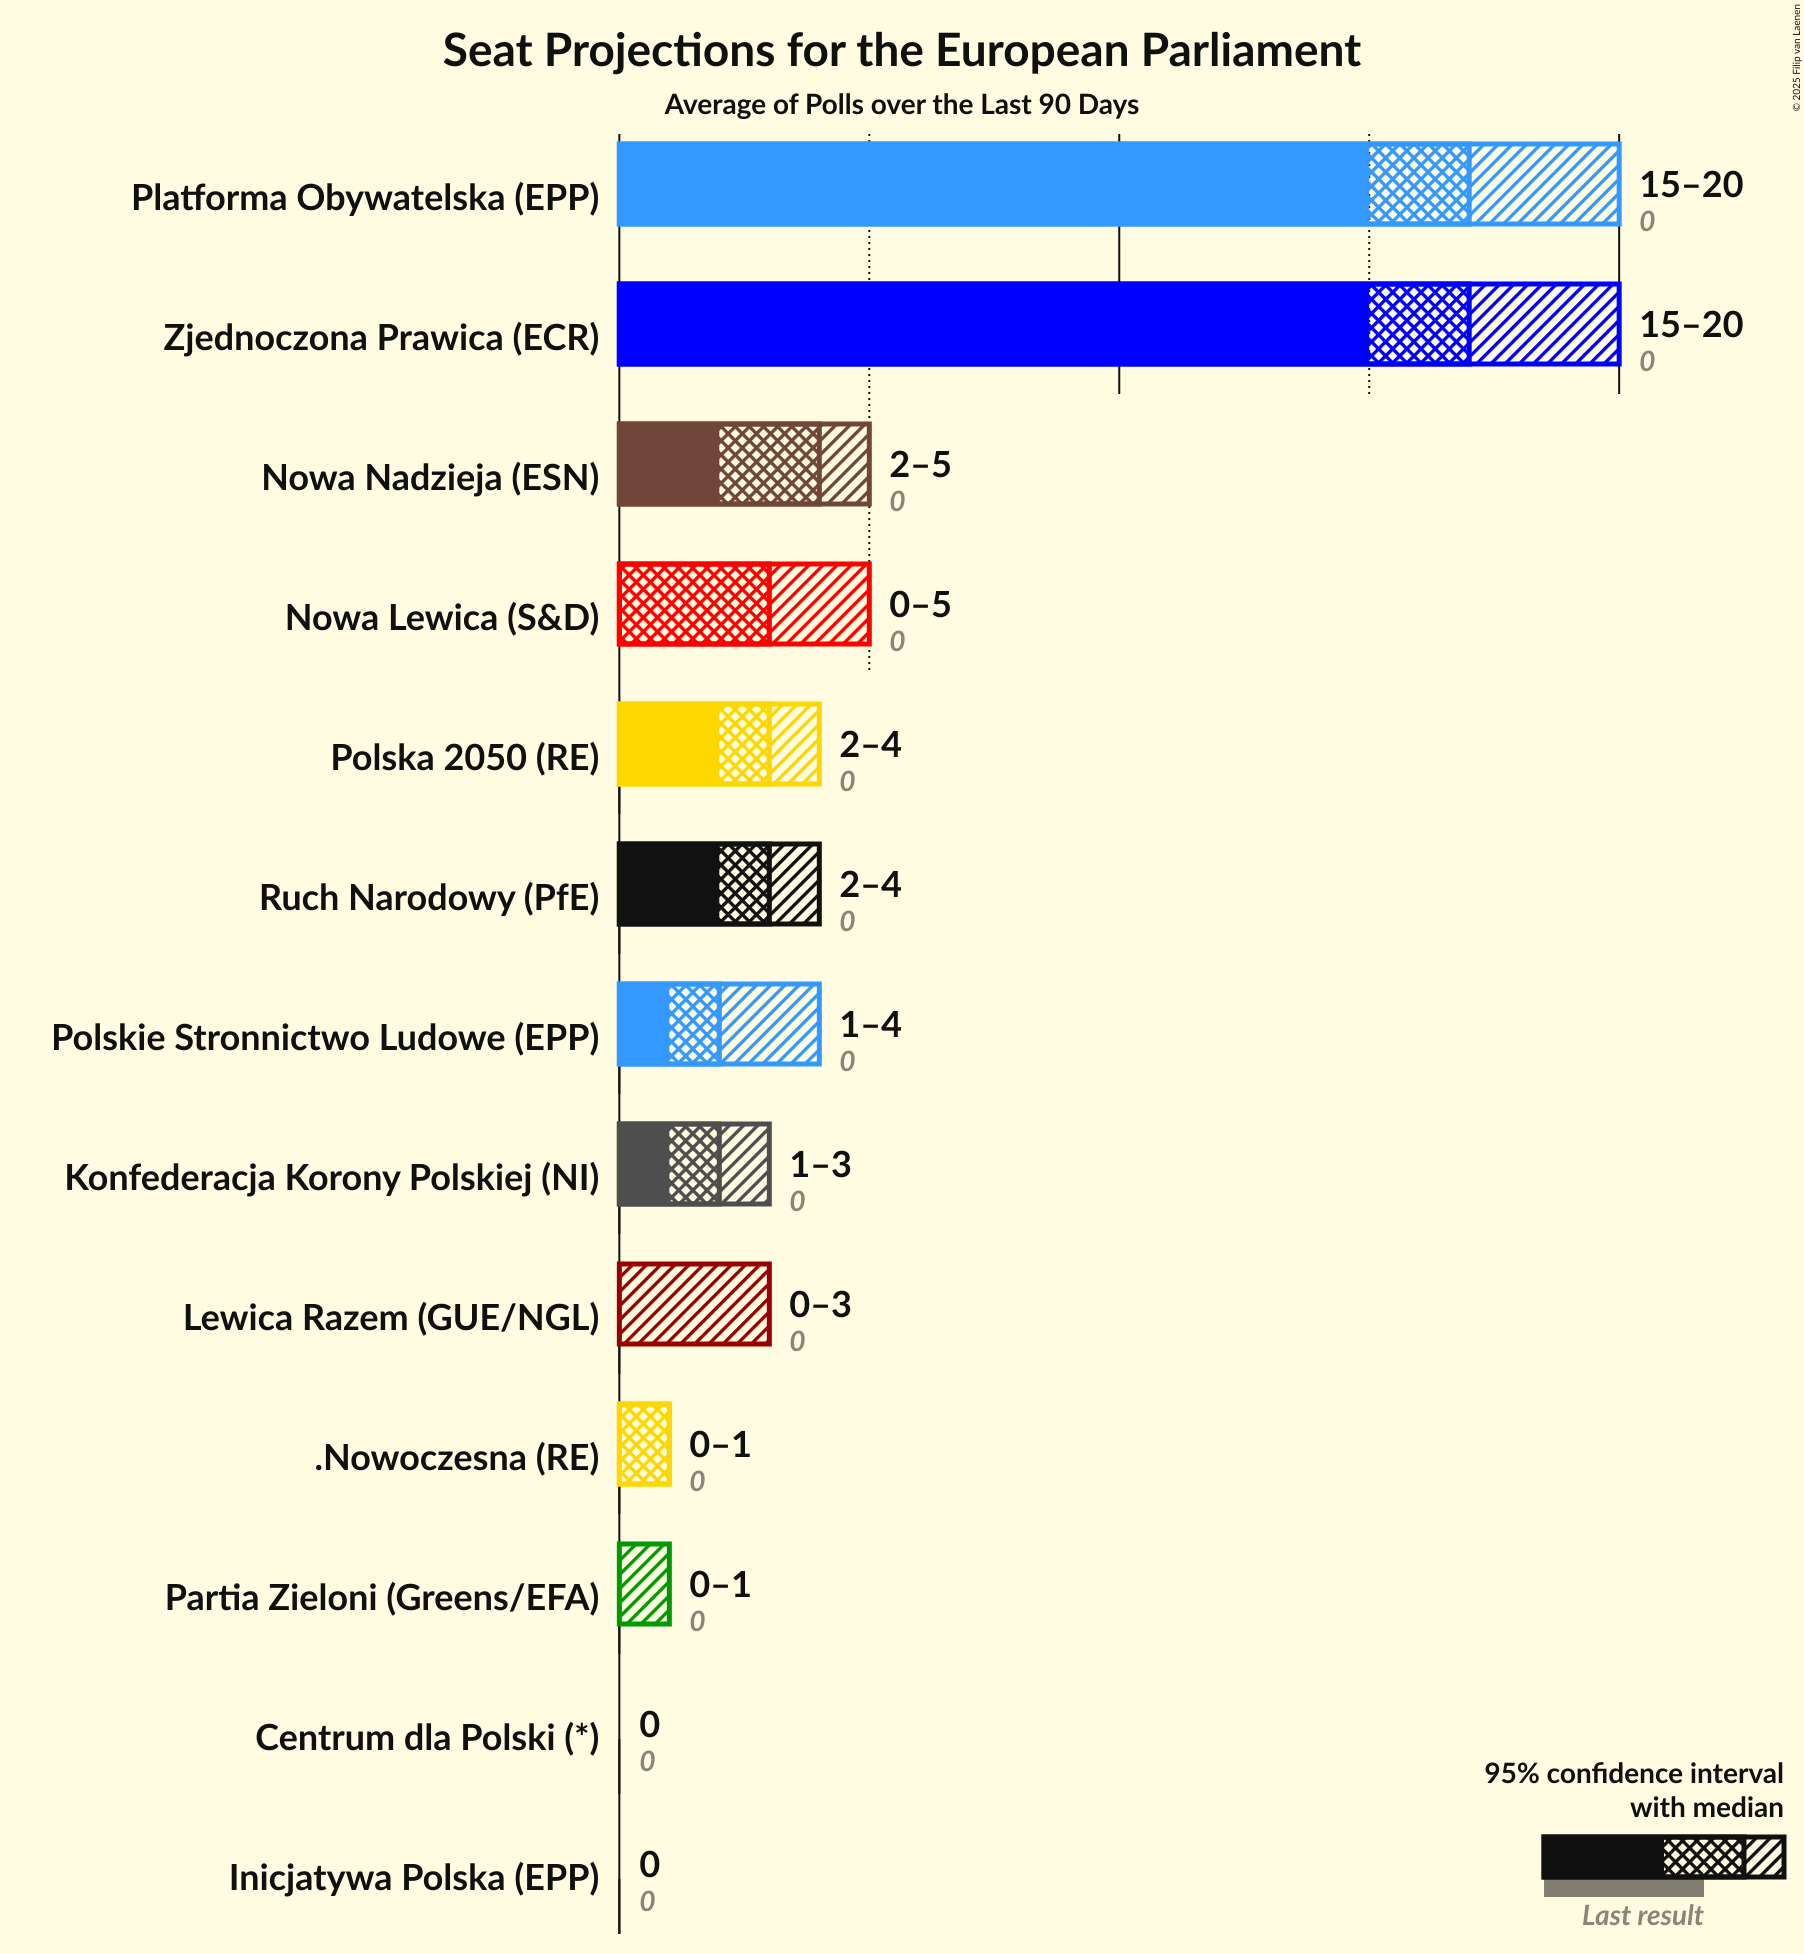 Seat Projections for the European Parliament
Average of Polls over the Last 90 Days
© 2025 Filip van Laenen
Platforma Obywatelska (EPP)
15–20
0
Zjednoczona Prawica (ECR)
15–20
0
Nowa Nadzieja (ESN)
2–5
0
Nowa Lewica (S&D)
0–5
0
Polska 2050 (RE)
2–4
0
Ruch Narodowy (PfE)
2–4
0
Polskie Stronnictwo Ludowe (EPP)
1–4
0
Konfederacja Korony Polskiej (NI)
1–3
0
Lewica Razem (GUE/NGL)
0–3
0
.Nowoczesna (RE)
0–1
0
Partia Zieloni (Greens/EFA)
0–1
0
Centrum dla Polski (*)
0
0
Inicjatywa Polska (EPP)
0
0
95% confidence interval
with median
Last result